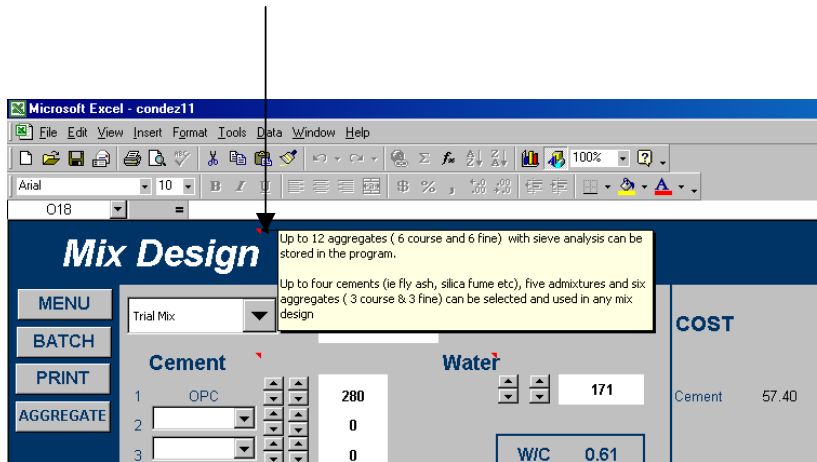 Microsoft Excel - condez11
File Edit View Insert Format Tools Data Window Help
100%
Arial 10 B I U $ % ,
O18 =
Mix Design
Up to 12 aggregates ( 6 course and 6 fine) with sieve analysis can be
stored in the program.
Up to four cements (ie fly ash, silica fume etc), five admixtures and six
aggregates ( 3 course & 3 fine) can be selected and used in any mix
design
MENU
Trial Mix
COST
BATCH
Cement Water
PRINT
1 OPC 280 171 Cement 57.40
AGGREGATE
2 0
3 0 W/C 0.61